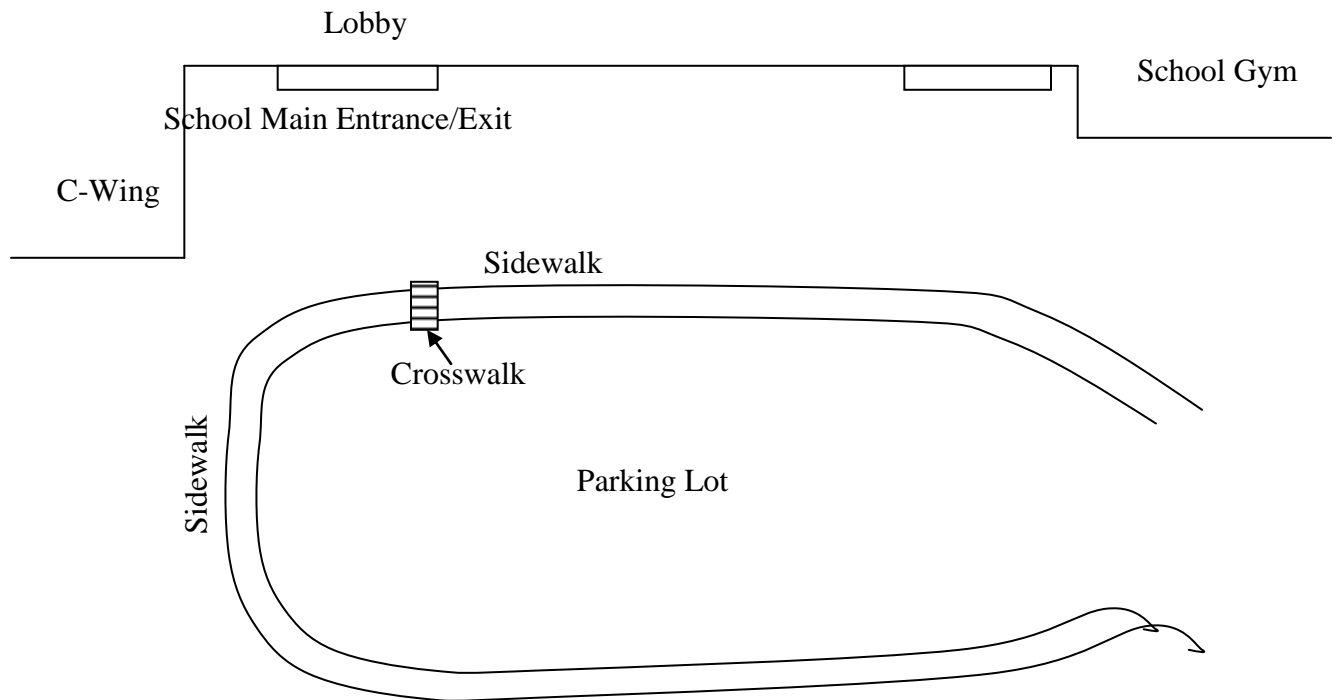 Lobby
School Gym
School Main Entrance/Exit
C-Wing
Sidewalk
Crosswalk
Sidewalk
Parking Lot